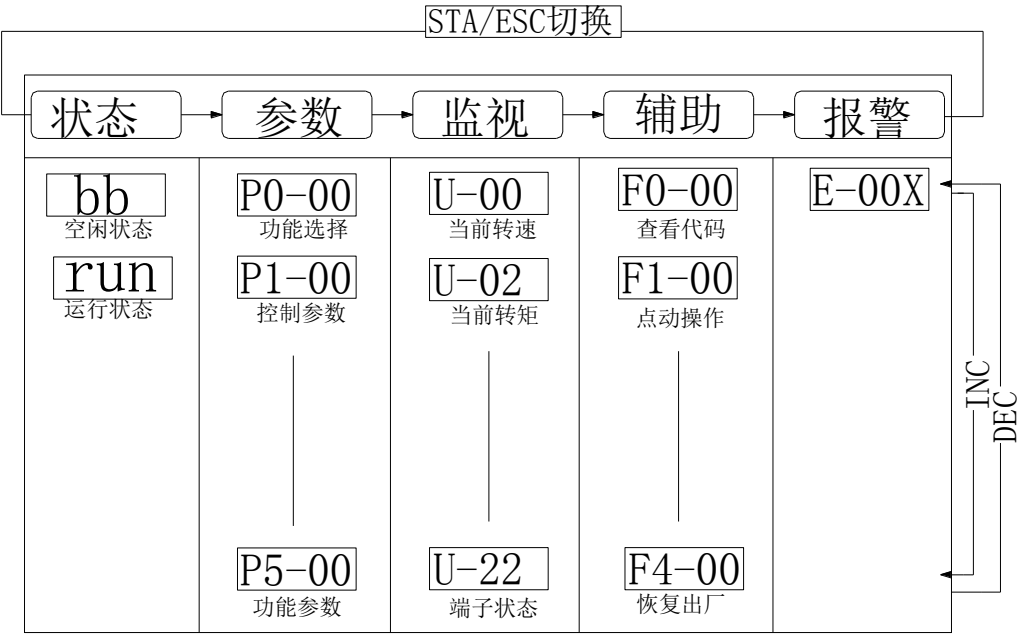 STA/ESC切换
状态 参数 监视 辅助 报警
bb P0-00 U-00 F0-00 E-00X
空闲状态 功能选择 当前转速 查看代码
run P1-00 U-02 F1-00
运行状态 控制参数 当前转矩 点动操作
INC
DEC
P5-00 U-22 F4-00
功能参数 端子状态 恢复出厂